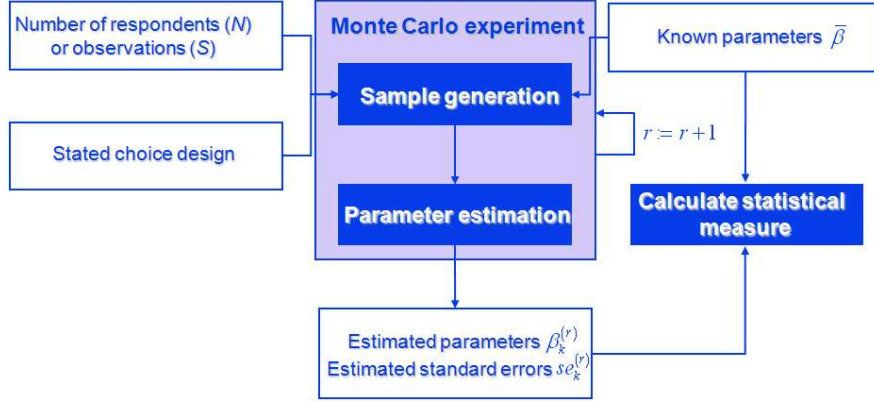 Number of respondents (N)
or observations (S)
Monte Carlo experiment
Known parameters β̄
Sample generation
r := r + 1
Stated choice design
Parameter estimation
Calculate statistical
measure
Estimated parameters β_k^(r)
Estimated standard errors se_k^(r)